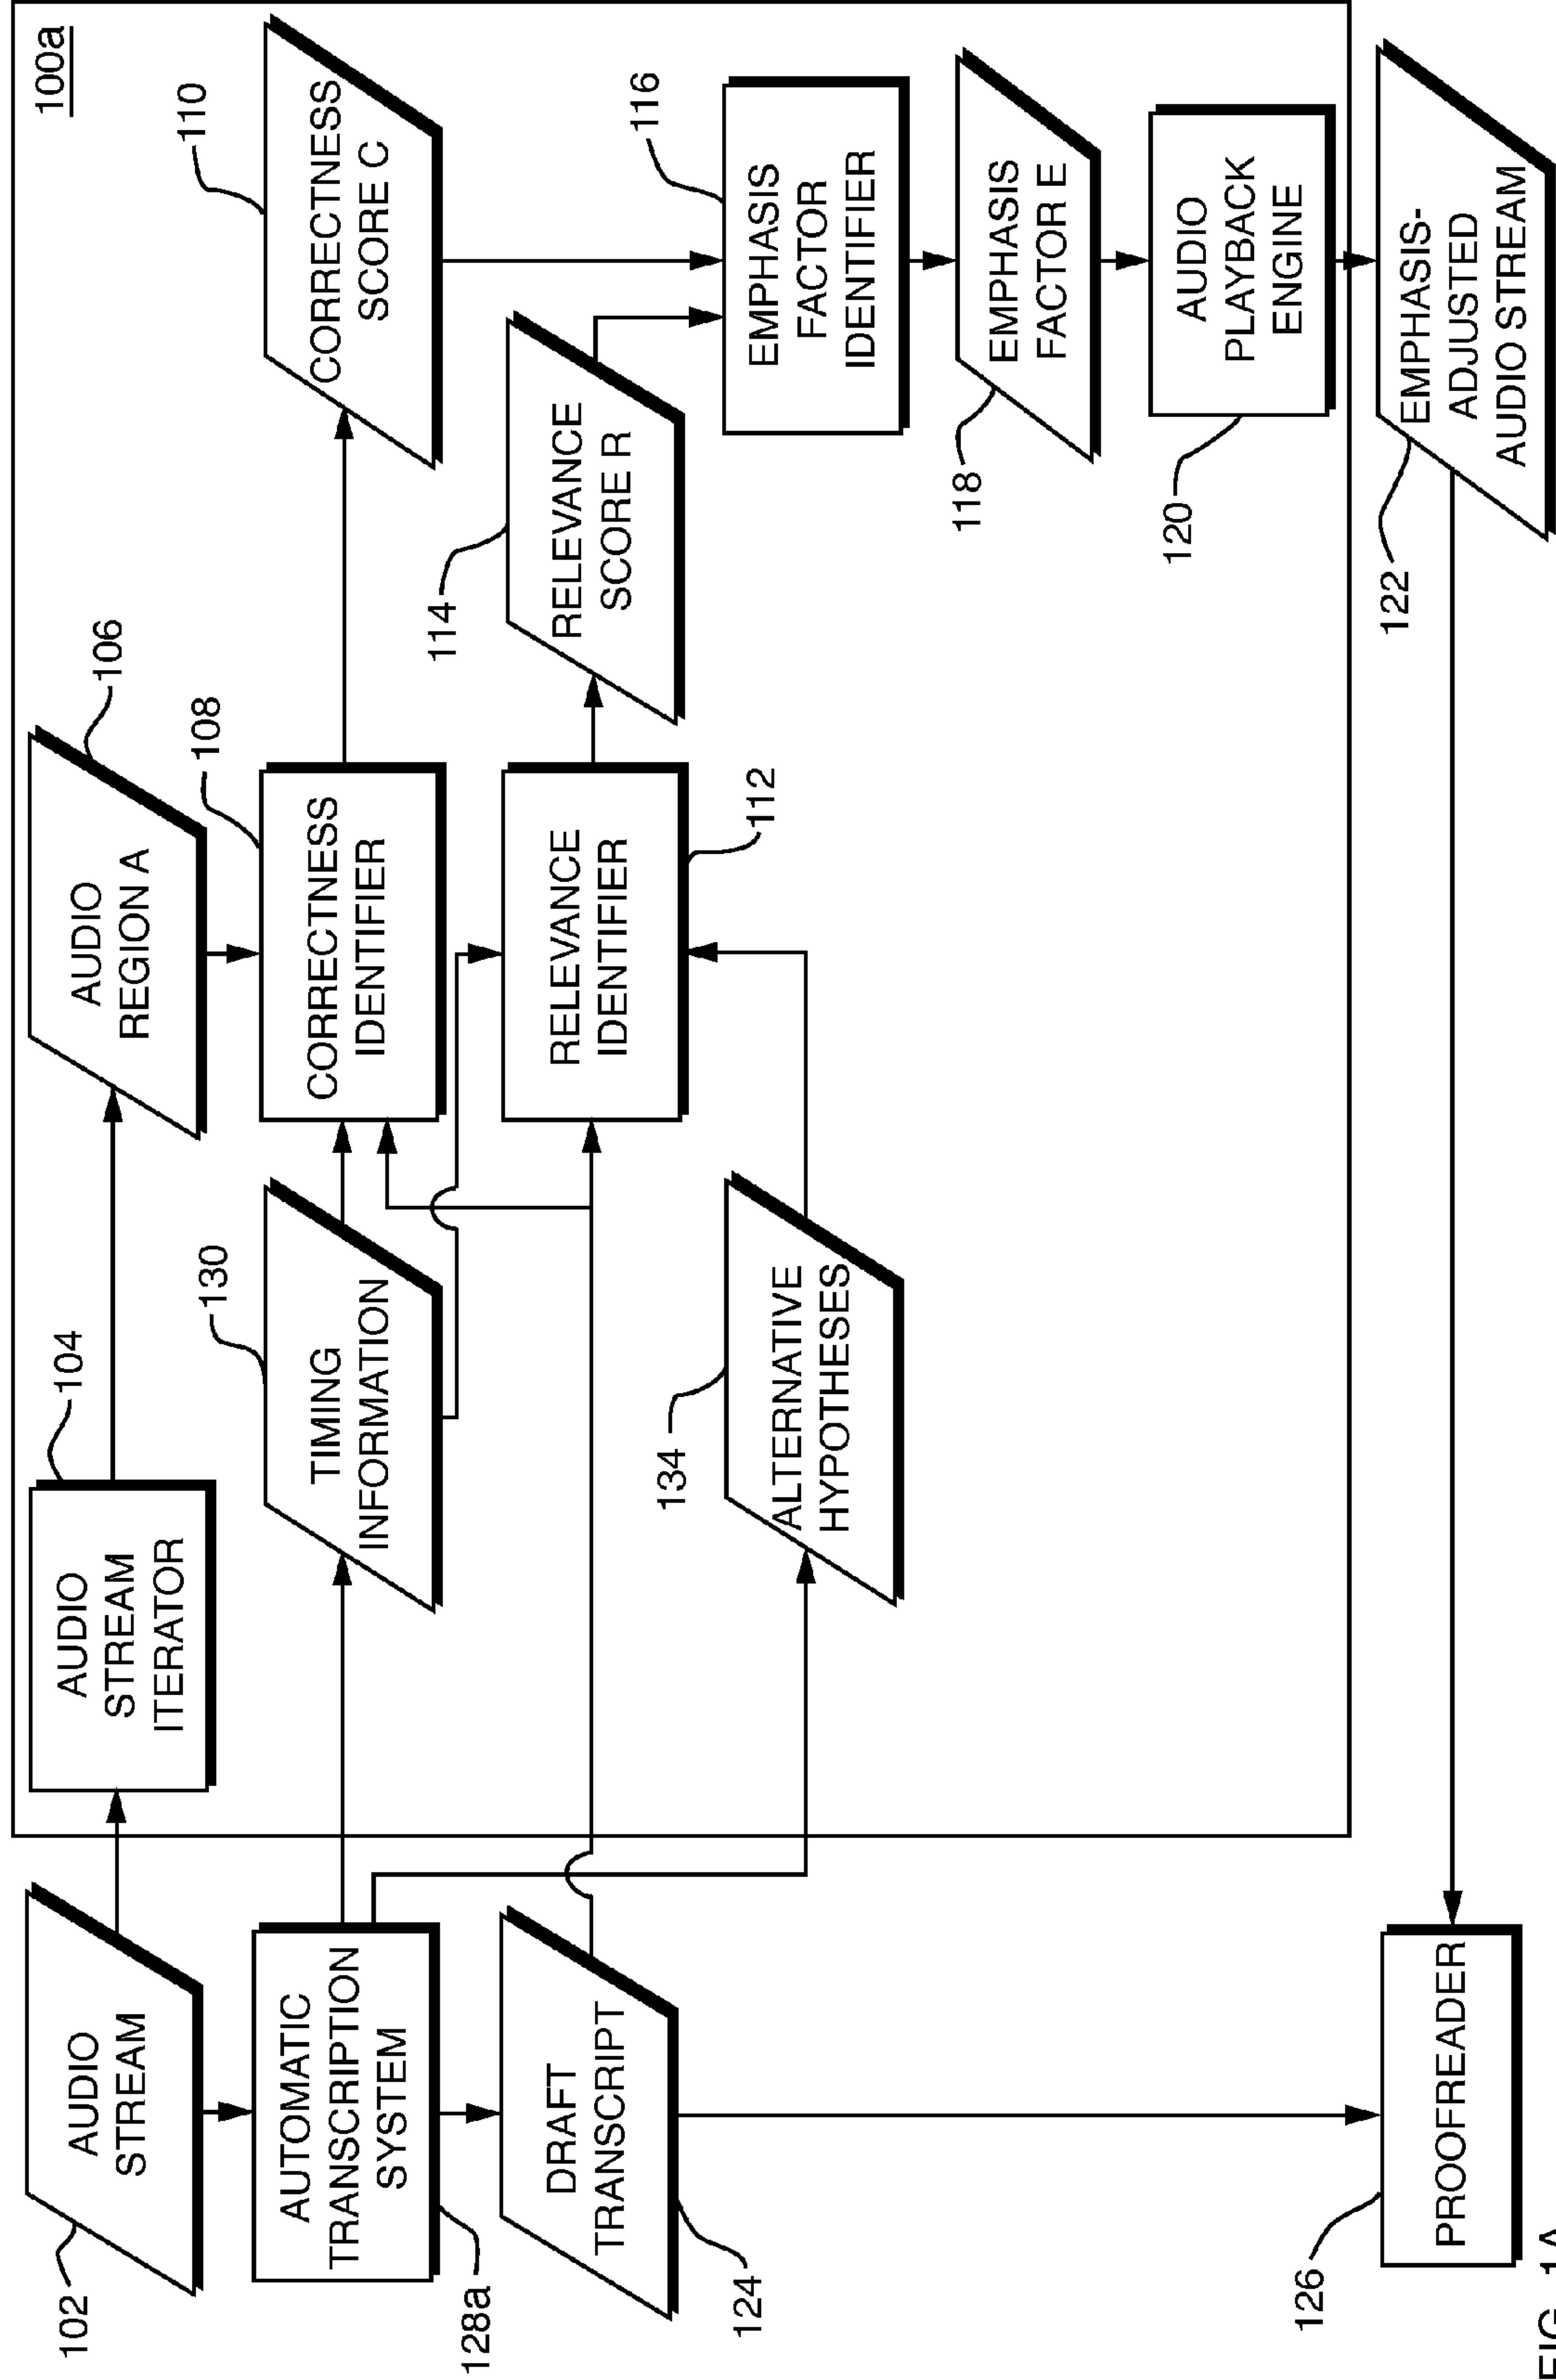 100a
102
AUDIO
STREAM
104
AUDIO
STREAM
ITERATOR
106
AUDIO
REGION A
128a
AUTOMATIC
TRANSCRIPTION
SYSTEM
130
TIMING
INFORMATION
108
CORRECTNESS
IDENTIFIER
110
CORRECTNESS
SCORE C
124
DRAFT
TRANSCRIPT
112
RELEVANCE
IDENTIFIER
114
RELEVANCE
SCORE R
134
ALTERNATIVE
HYPOTHESES
116
EMPHASIS
FACTOR
IDENTIFIER
118
EMPHASIS
FACTOR E
120
AUDIO
PLAYBACK
ENGINE
126
PROOFREADER
122
EMPHASIS-
ADJUSTED
AUDIO STREAM
FIG. 1A